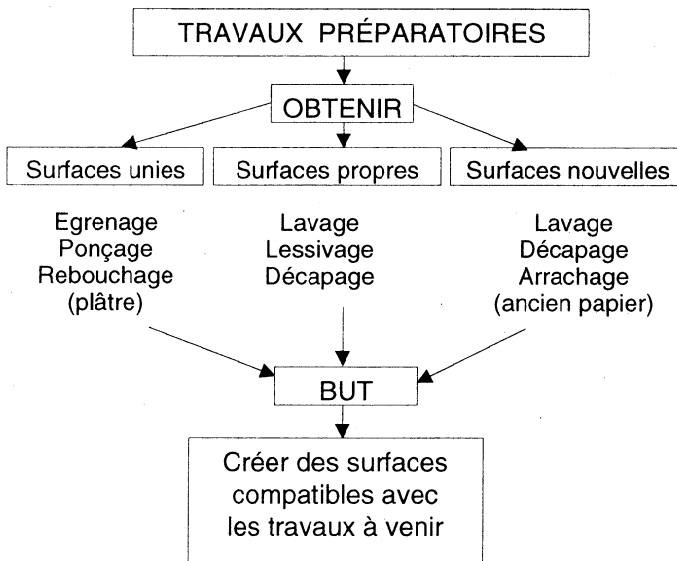 TRAVAUX PRÉPARATOIRES
OBTENIR
Surfaces unies
Surfaces propres
Surfaces nouvelles
Egrenage
Ponçage
Rebouchage
(plâtre)
Lavage
Lessivage
Décapage
Lavage
Décapage
Arrachage
(ancien papier)
BUT
Créer des surfaces
compatibles avec
les travaux à venir